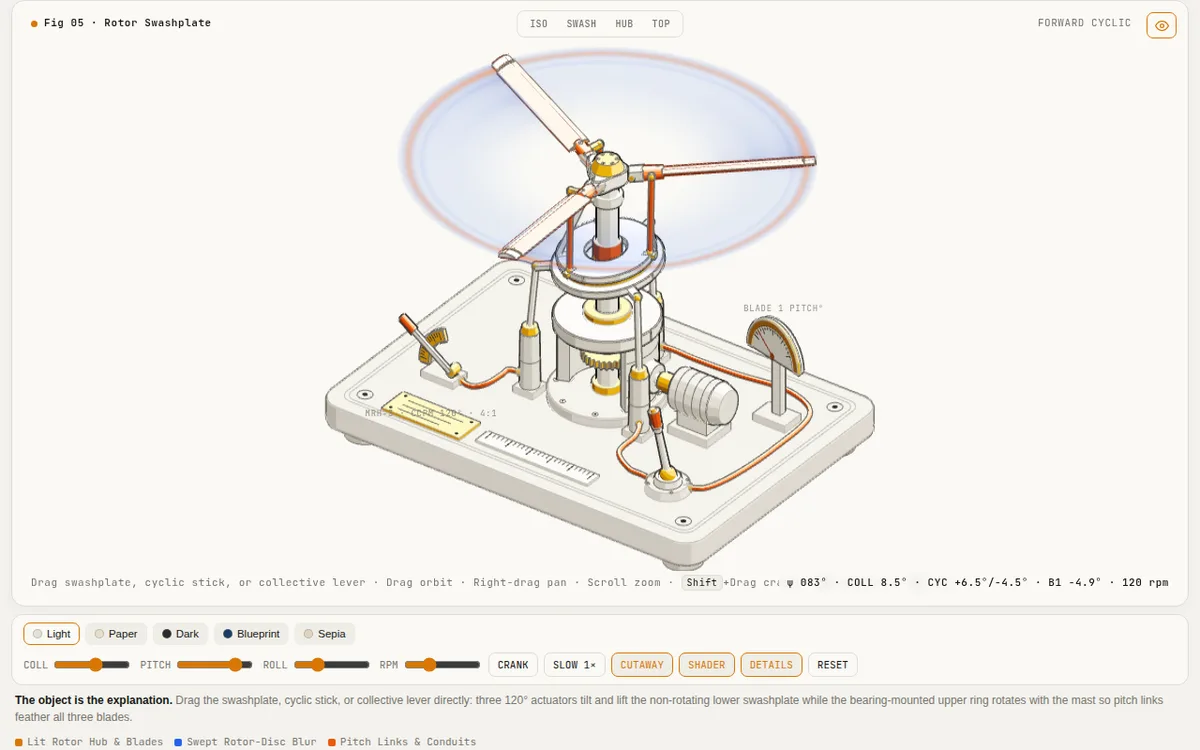 Fig 05 · Rotor Swashplate
ISO SWASH HUB TOP
FORWARD CYCLIC
BLADE 1 PITCH°
CCPM 120° · 4:1
Drag swashplate, cyclic stick, or collective lever · Drag orbit · Right-drag pan · Scroll zoom · Shift+Drag
ψ 083° · COLL 8.5° · CYC +6.5°/-4.5° · B1 -4.9° · 120 rpm
Light Paper Dark Blueprint Sepia
COLL PITCH ROLL RPM CRANK SLOW 1× CUTAWAY SHADER DETAILS RESET
The object is the explanation. Drag the swashplate, cyclic stick, or collective lever directly: three 120° actuators tilt and lift the non-rotating lower swashplate while the bearing-mounted upper ring rotates with the mast so pitch links
feather all three blades.
Lit Rotor Hub & Blades Swept Rotor-Disc Blur Pitch Links & Conduits